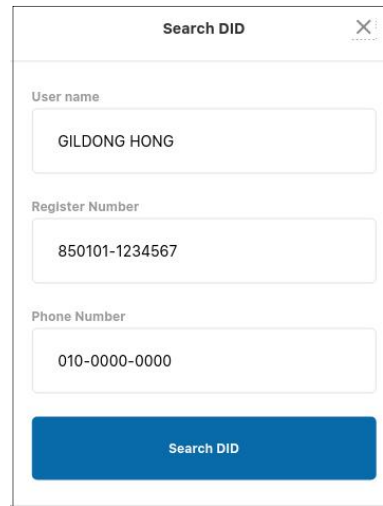 Search DID
User name
GILDONG HONG
Register Number
850101-1234567
Phone Number
010-0000-0000
Search DID